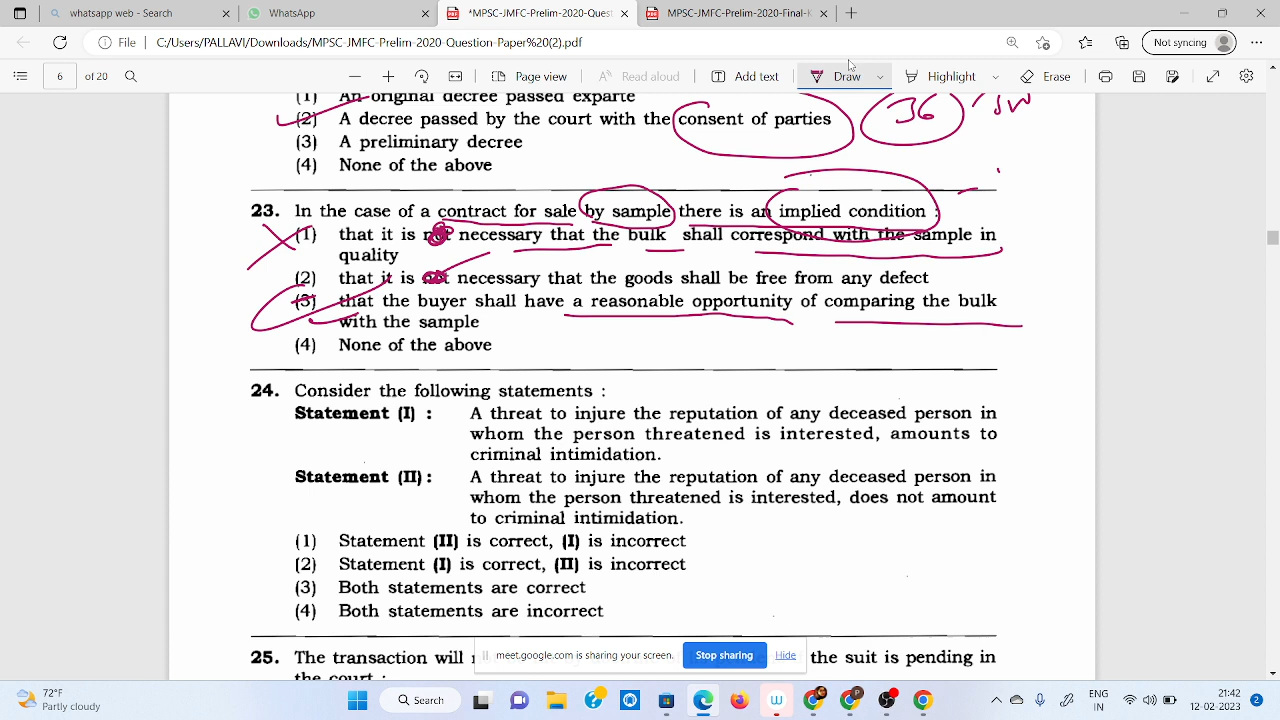 whatsapp web - Search
WhatsApp
*MPSC-JMFC-Prelim-2020-Quest
MPSC-JMFC-Prelim-2020-Final-K
File
C:/Users/PALLAVI/Downloads/MPSC JMFC-Prelim-2020-Question-Paper%20(2).pdf
Not syncing
6 of 20
Page view
Read aloud
Add text
Draw
Highlight
Erase
(1) An original decree passed exparte
36
(2) A decree passed by the court with the consent of parties
(3) A preliminary decree
(4) None of the above
23. In the case of a contract for sale by sample there is an implied condition :
(1) that it is not necessary that the bulk shall correspond with the sample in
quality
(2) that it is not necessary that the goods shall be free from any defect
(3) that the buyer shall have a reasonable opportunity of comparing the bulk
with the sample
(4) None of the above
24. Consider the following statements :
Statement (I) : A threat to injure the reputation of any deceased person in
whom the person threatened is interested, amounts to
criminal intimidation.
Statement (II) : A threat to injure the reputation of any deceased person in
whom the person threatened is interested, does not amount
to criminal intimidation.
(1) Statement (II) is correct, (I) is incorrect
(2) Statement (I) is correct, (II) is incorrect
(3) Both statements are correct
(4) Both statements are incorrect
25. The transaction will the suit is pending in
the court :
meet.google.com is sharing your screen.
Stop sharing
Hide
72°F
Partly cloudy
Search
ENG
IN
21:42
12-02-2023
2